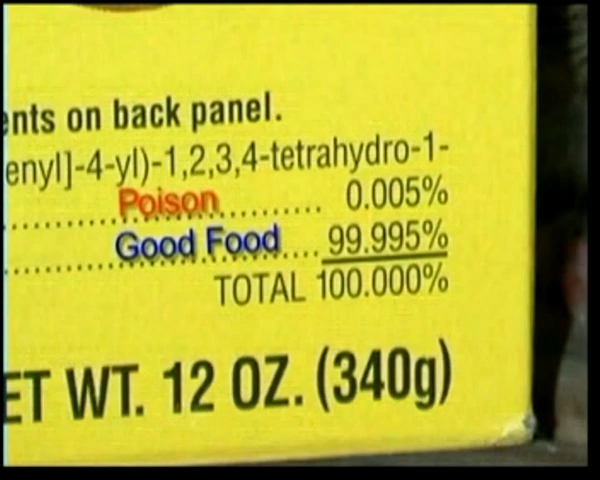 ents on back panel.
enyl]-4-yl)-1,2,3,4-tetrahydro-1-
Poison 0.005%
Good Food 99.995%
TOTAL 100.000%
ET WT. 12 OZ. (340g)